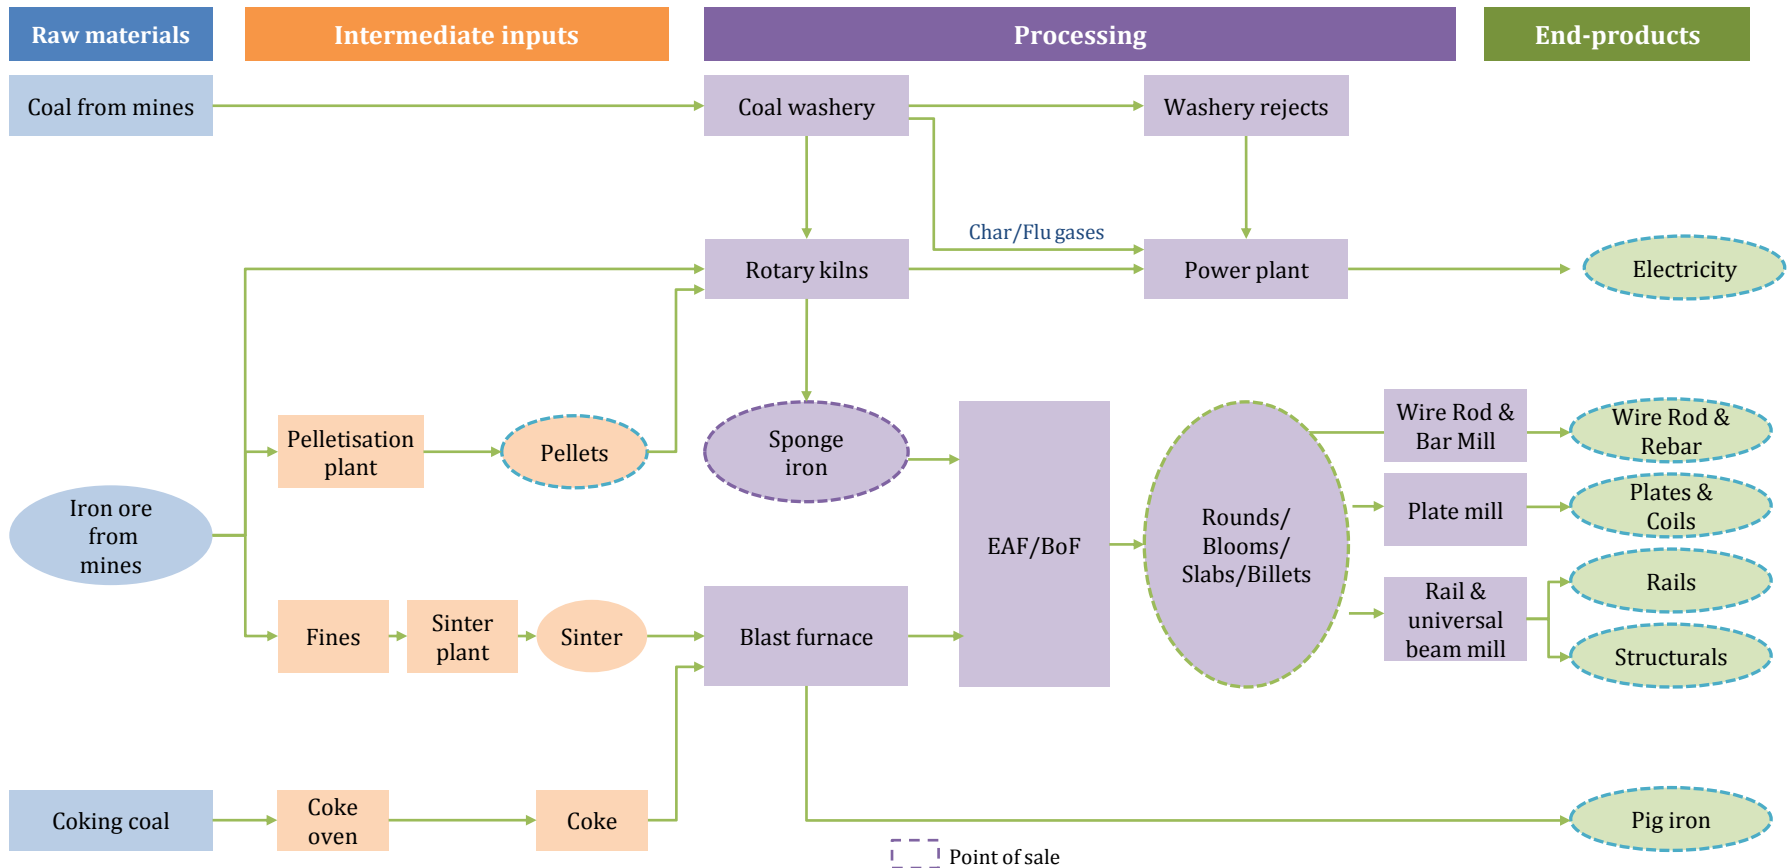 Raw materials
Intermediate inputs
Processing
End-products
Coal from mines
Coal washery
Washery rejects
Char/Flu gases
Rotary kilns
Power plant
Electricity
Pelletisation
plant
Pellets
Sponge
iron
Wire Rod &
Bar Mill
Wire Rod &
Rebar
Iron ore
from
mines
EAF/BoF
Rounds/
Blooms/
Slabs/Billets
Plate mill
Plates &
Coils
Fines
Sinter
plant
Sinter
Blast furnace
Rail &
universal
beam mill
Rails
Structurals
Coking coal
Coke
oven
Coke
Pig iron
Point of sale